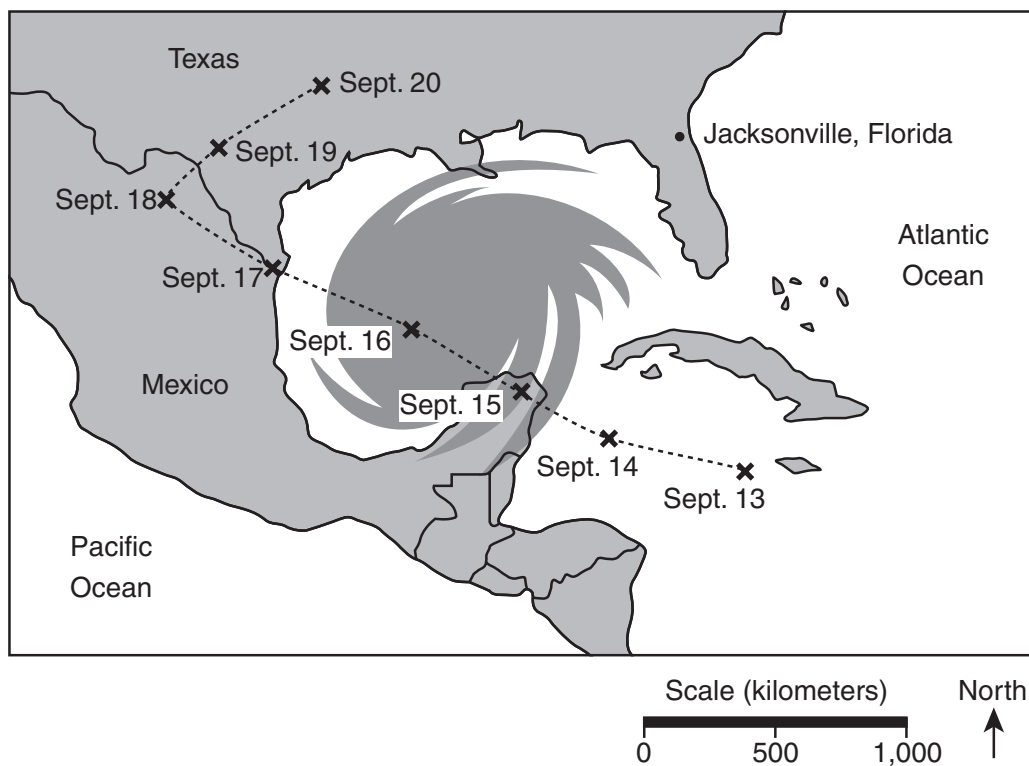 Texas
Sept. 20
Jacksonville, Florida
Sept. 19
Sept. 18
Atlantic
Ocean
Sept. 17
Sept. 16
Mexico
Sept. 15
Sept. 14
Sept. 13
Pacific
Ocean
Scale (kilometers)
North
0
500
1,000